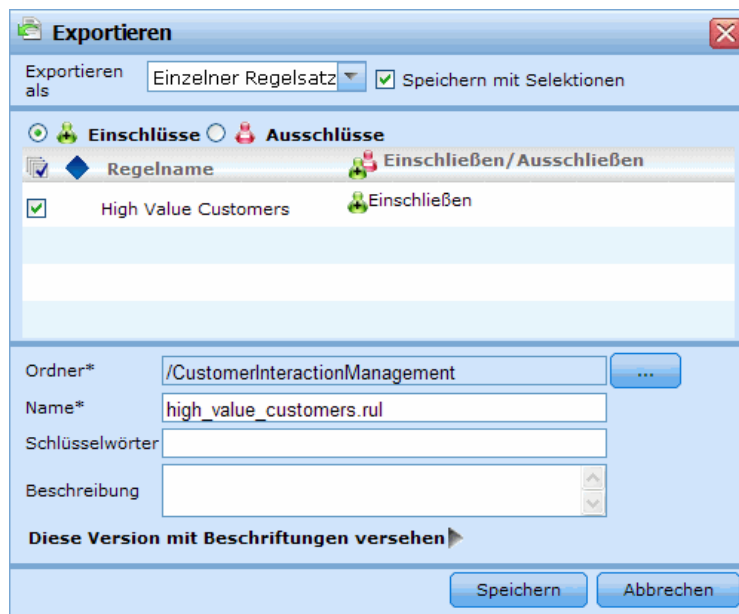 Exportieren
Exportieren als Einzelner Regelsatz Speichern mit Selektionen
Einschlüsse Ausschlüsse
Regelname Einschließen/Ausschließen
High Value Customers Einschließen
Ordner* /CustomerInteractionManagement ...
Name* high_value_customers.rul
Schlüsselwörter
Beschreibung
Diese Version mit Beschriftungen versehen
Speichern Abbrechen